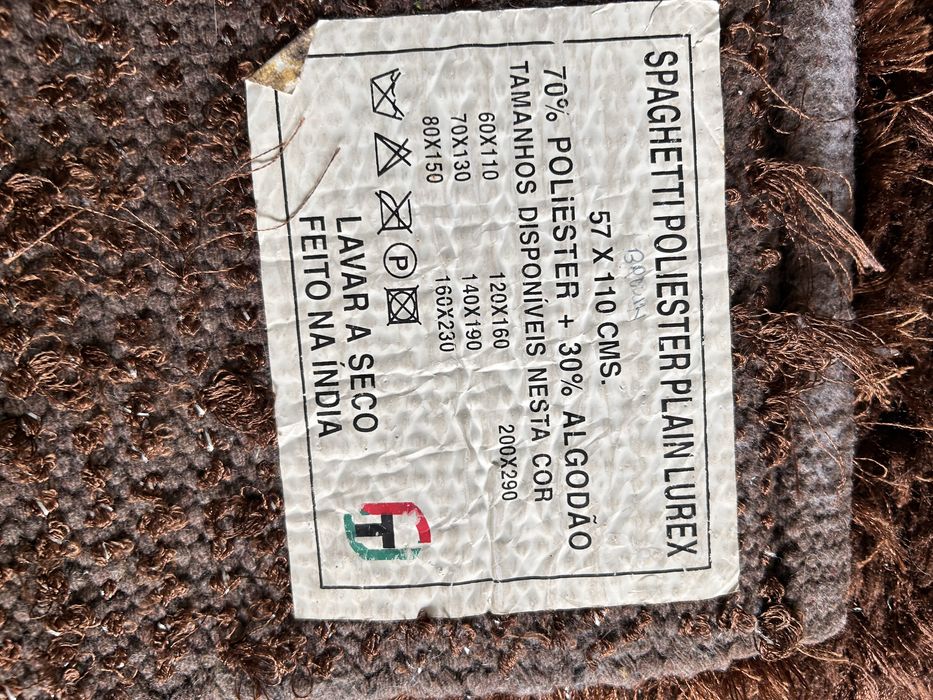 SPAGHETTI POLIESTER PLAIN LUREX
BROWN
57 X 110 CMS.
70% POLIESTER + 30% ALGODÃO
TAMANHOS DISPONÍVEIS NESTA COR
60X110 120X160 200X290
70X130 140X190
80X150 160X230
P
LAVAR A SECO
FEITO NA ÍNDIA